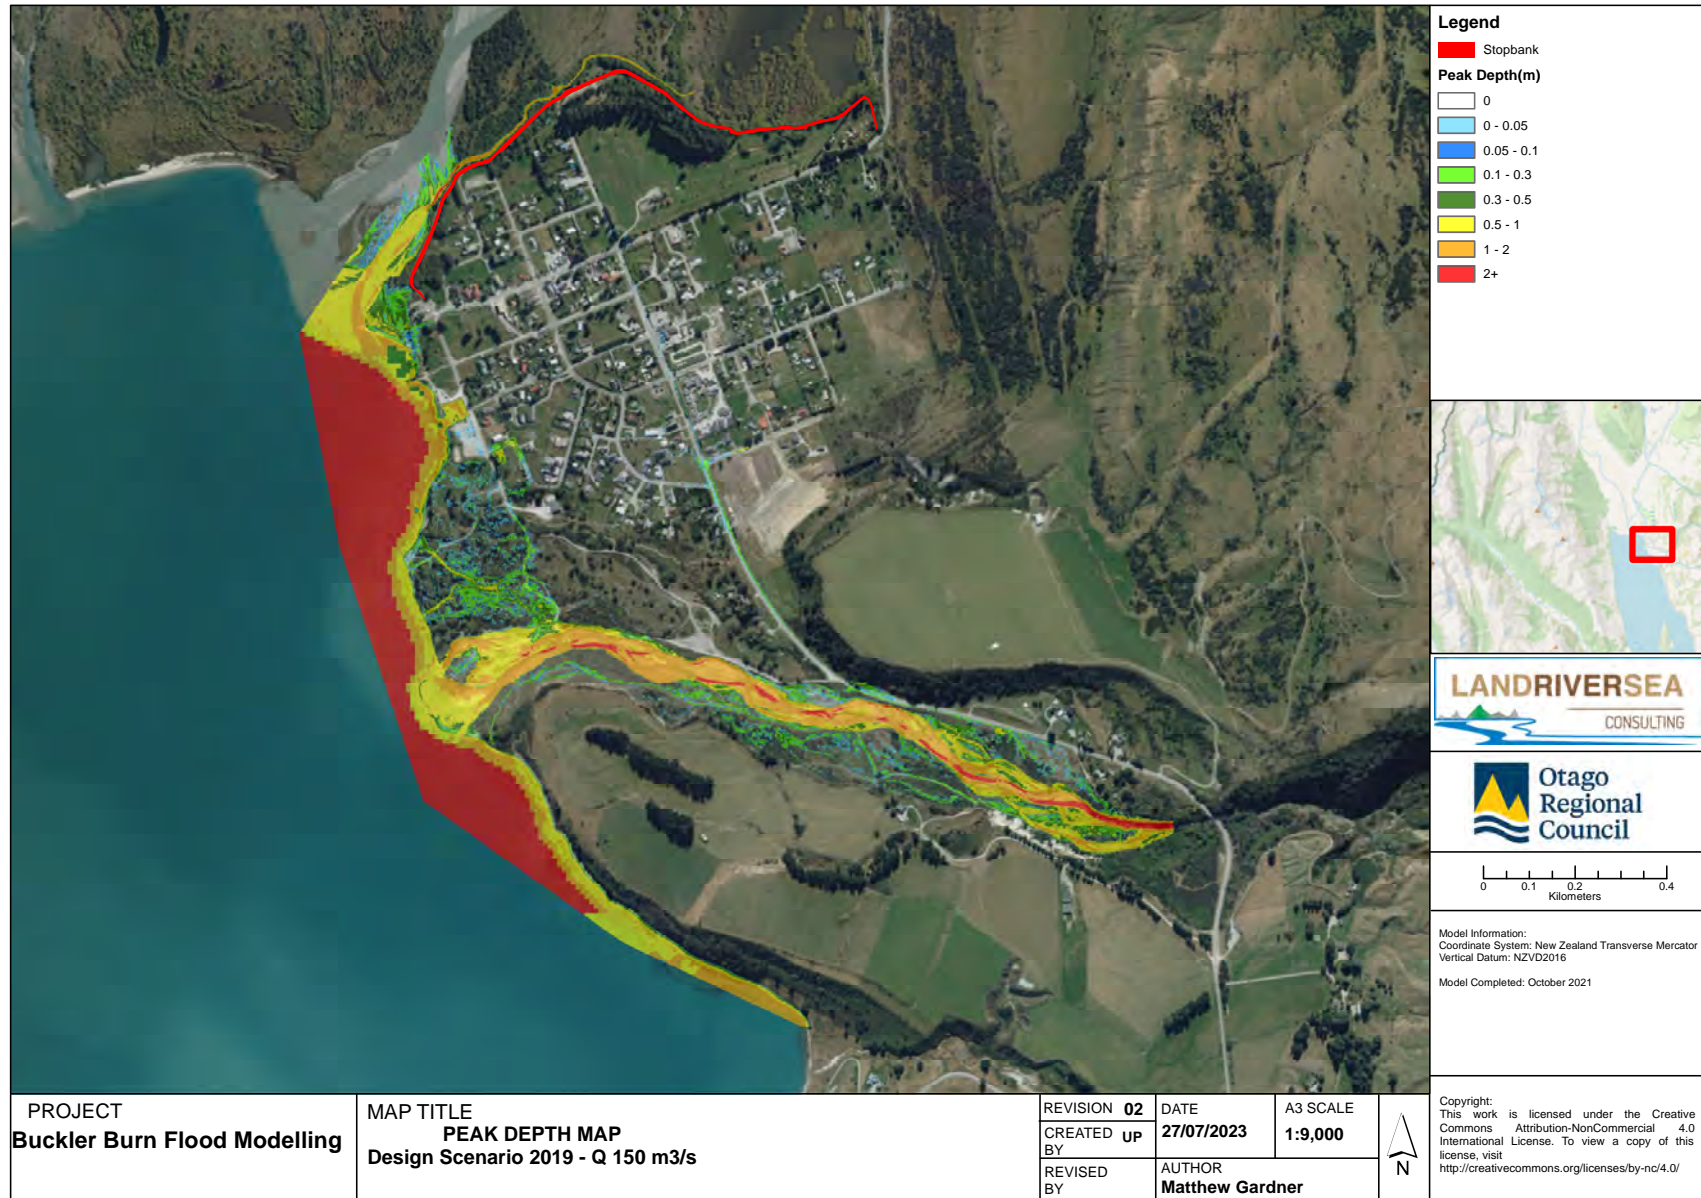 Legend
Stopbank
Peak Depth(m)
0
0 - 0.05
0.05 - 0.1
0.1 - 0.3
0.3 - 0.5
0.5 - 1
1 - 2
2+
LANDRIVERSEA
CONSULTING
Otago
Regional
Council
0 0.1 0.2 0.4
Kilometers
Model Information:
Coordinate System: New Zealand Transverse Mercator
Vertical Datum: NZVD2016
Model Completed: October 2021
Copyright:
This work is licensed under the Creative
Commons Attribution-NonCommercial 4.0
International License. To view a copy of this
license, visit
http://creativecommons.org/licenses/by-nc/4.0/
PROJECT
Buckler Burn Flood Modelling
MAP TITLE
PEAK DEPTH MAP
Design Scenario 2019 - Q 150 m3/s
REVISION 02
CREATED BY UP
REVISED BY
DATE
27/07/2023
A3 SCALE
1:9,000
AUTHOR
Matthew Gardner
N